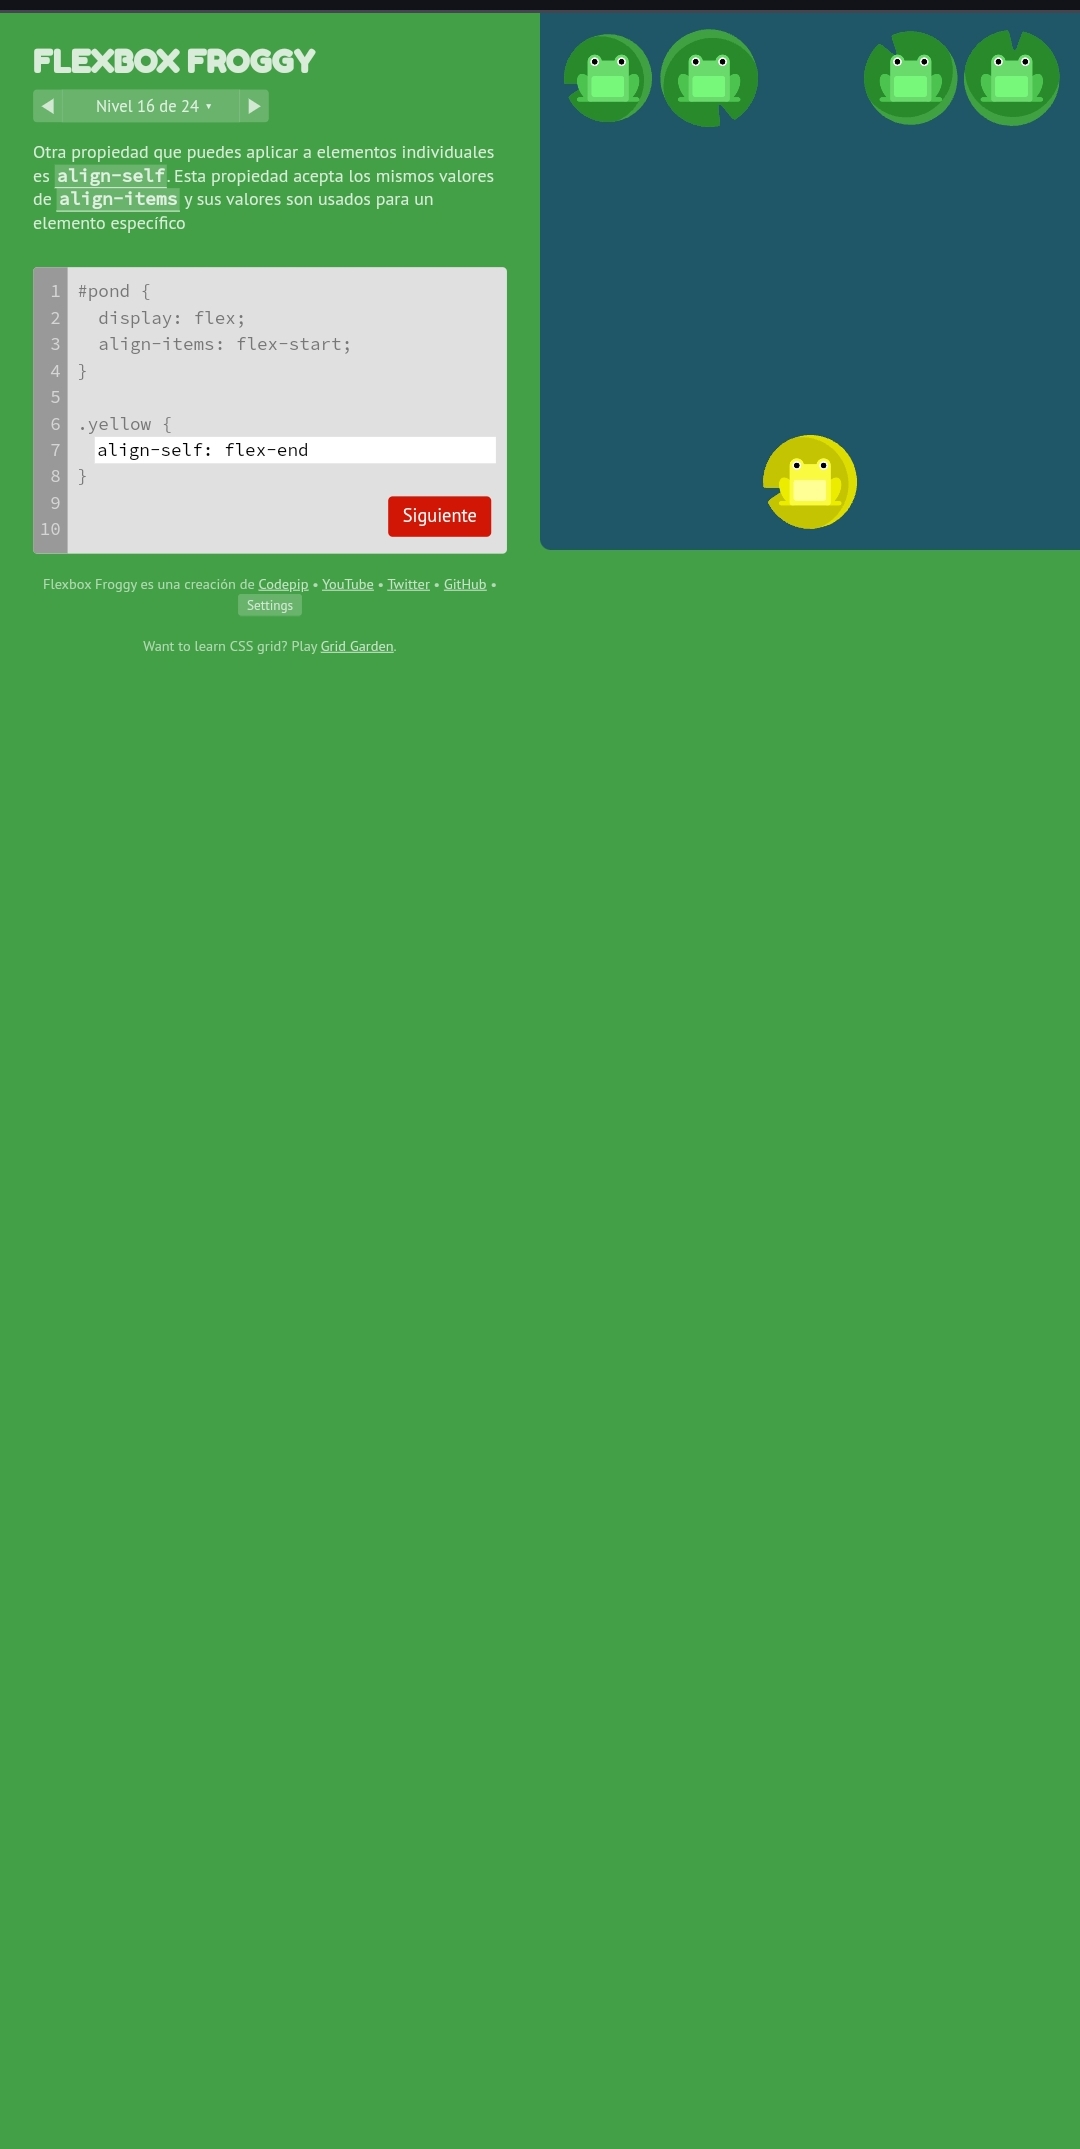 FLEXBOX FROGGY
Nivel 16 de 24 ▾
Otra propiedad que puedes aplicar a elementos individuales
es align-self. Esta propiedad acepta los mismos valores
de align-items y sus valores son usados para un
elemento específico
1 #pond {
2 display: flex;
3 align-items: flex-start;
4 }
5
6 .yellow {
7 align-self: flex-end
8 }
9
10
Siguiente
Flexbox Froggy es una creación de Codepip • YouTube • Twitter • GitHub •
Settings
Want to learn CSS grid? Play Grid Garden.